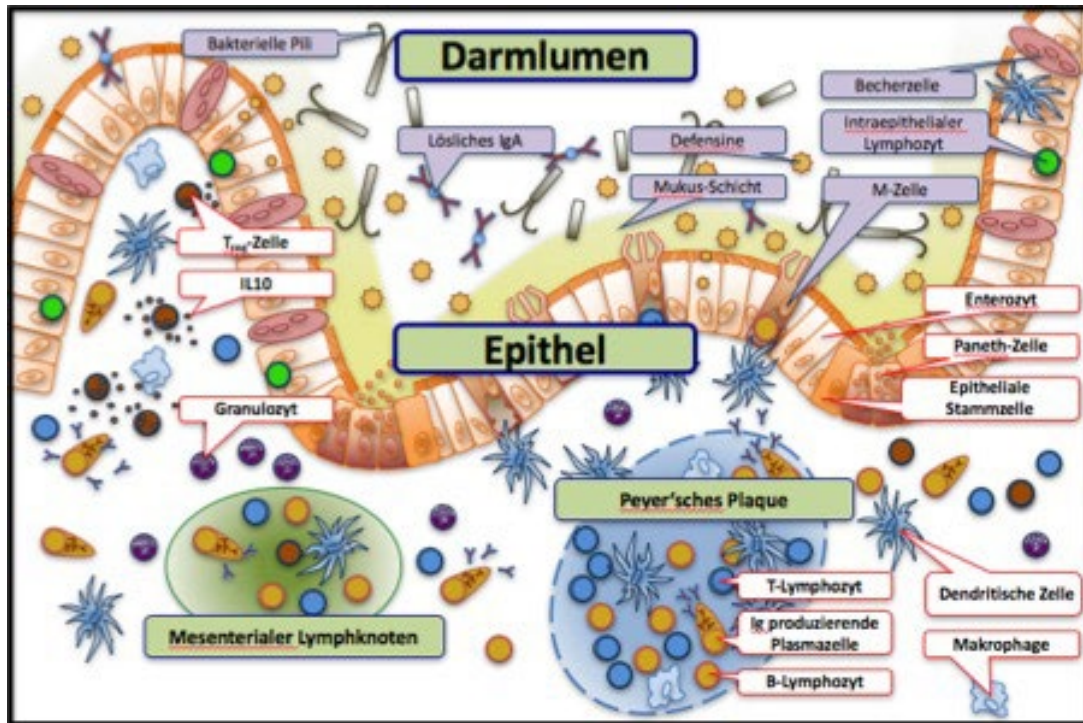 Bakterielle Pili
Darmlumen
Becherzelle
Intraepithelialer
Lymphozyt
Lösliches IgA
Defensine
Mukus-Schicht
M-Zelle
Treg-Zelle
IL10
Enterozyt
Epithel
Paneth-Zelle
Epitheliale
Stammzelle
Granulozyt
Peyer'sches Plaque
T-Lymphozyt
Dendritische Zelle
Ig produzierende
Plasmazelle
Mesenterialer Lymphknoten
Makrophage
B-Lymphozyt